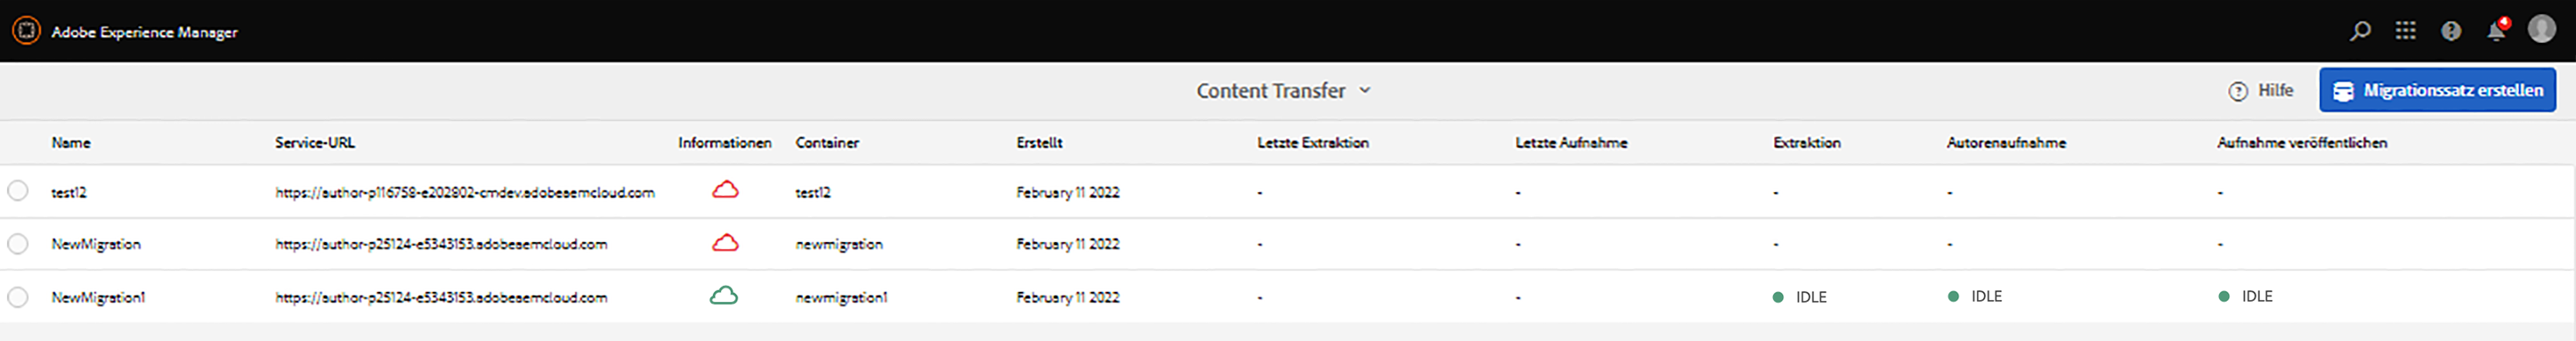 Adobe Experience Manager
4
Content Transfer
Hilfe
Migrationssatz erstellen
Name Service-URL Informationen Container Erstellt Letzte Extraktion Letzte Aufnahme Extraktion Autorenaufnahme Aufnahme veröffentlichen
test12 https://author-p116758-e202802-cmdev.adobeaemcloud.com test12 February 11 2022 - - - - -
NewMigration https://author-p25124-e5343153.adobeaemcloud.com newmigration February 11 2022 - - - - -
NewMigration1 https://author-p25124-e5343153.adobeaemcloud.com newmigration1 February 11 2022 - - IDLE IDLE IDLE